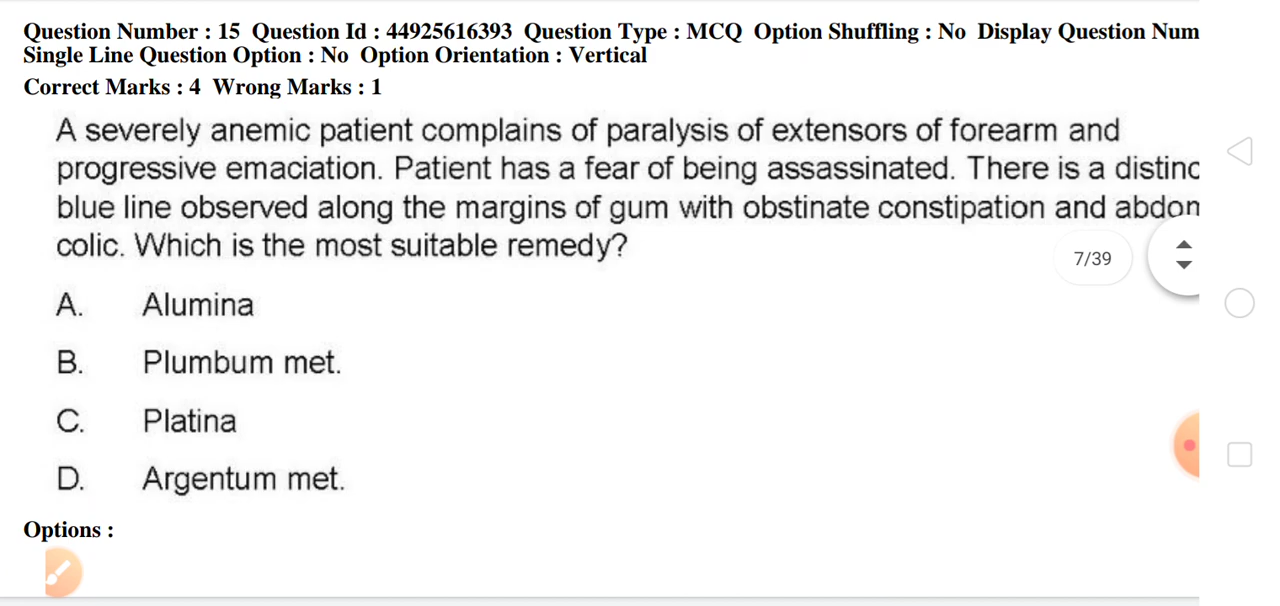 Question Number : 15 Question Id : 44925616393 Question Type : MCQ Option Shuffling : No Display Question Num
Single Line Question Option : No Option Orientation : Vertical
Correct Marks : 4 Wrong Marks : 1
A severely anemic patient complains of paralysis of extensors of forearm and
progressive emaciation. Patient has a fear of being assassinated. There is a distinc
blue line observed along the margins of gum with obstinate constipation and abdon
colic. Which is the most suitable remedy?
7/39
A. Alumina
B. Plumbum met.
C. Platina
D. Argentum met.
Options :